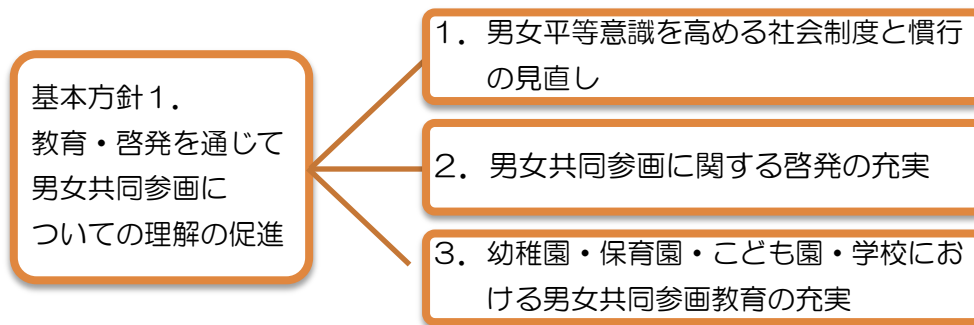 基本方針１．
教育・啓発を通じて
男女共同参画に
ついての理解の促進
１．男女平等意識を高める社会制度と慣行
の見直し
２．男女共同参画に関する啓発の充実
３．幼稚園・保育園・こども園・学校にお
ける男女共同参画教育の充実